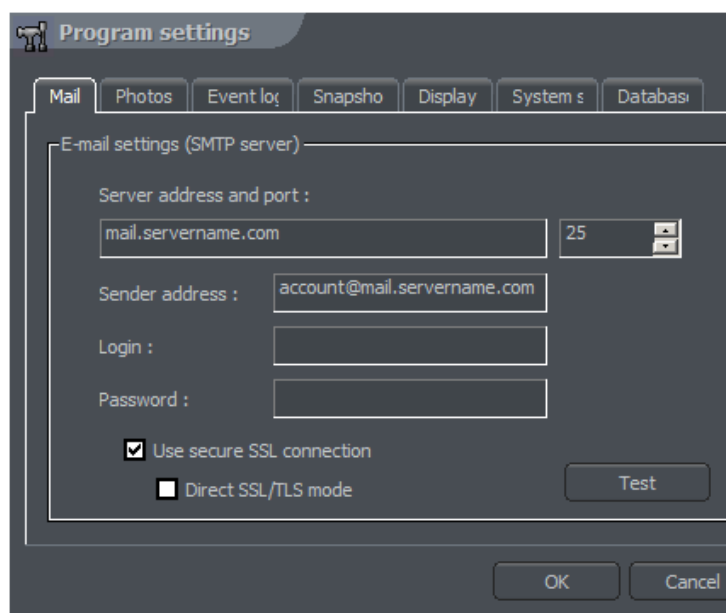 Program settings
Mail Photos Event log Snapsho Display System s Databas
E-mail settings (SMTP server)
Server address and port :
mail.servername.com 25
Sender address : account@mail.servername.com
Login :
Password :
Use secure SSL connection
Direct SSL/TLS mode
Test
OK Cancel